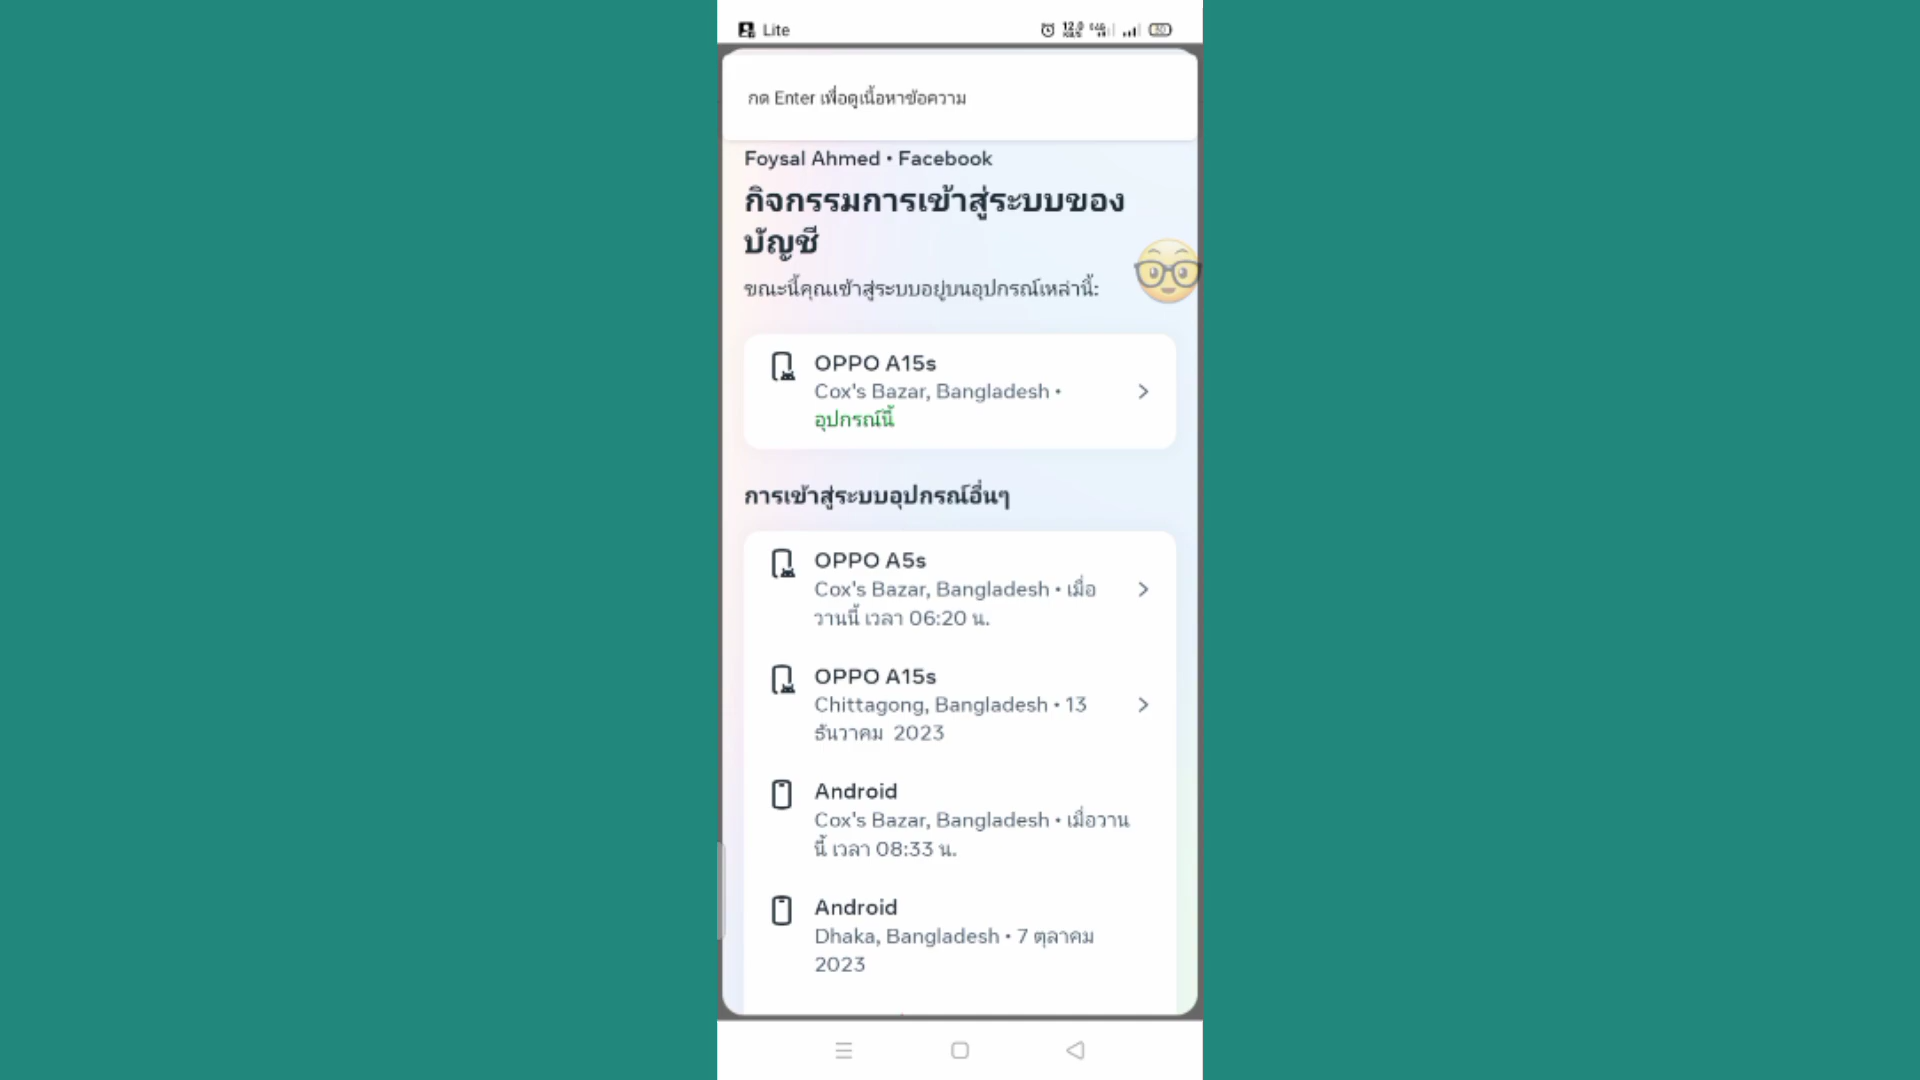 Lite
กด Enter เพื่อดูเนื้อหาข้อความ
Foysal Ahmed • Facebook
กิจกรรมการเข้าสู่ระบบของ
บัญชี
ขณะนี้คุณเข้าสู่ระบบอยู่บนอุปกรณ์เหล่านี้:
OPPO A15s
Cox's Bazar, Bangladesh •
อุปกรณ์นี้
การเข้าสู่ระบบอุปกรณ์อื่นๆ
OPPO A5s
Cox's Bazar, Bangladesh • เมื่อ
วานนี้ เวลา 06:20 น.
OPPO A15s
Chittagong, Bangladesh • 13
ธันวาคม 2023
Android
Cox's Bazar, Bangladesh • เมื่อวาน
นี้ เวลา 08:33 น.
Android
Dhaka, Bangladesh • 7 ตุลาคม
2023